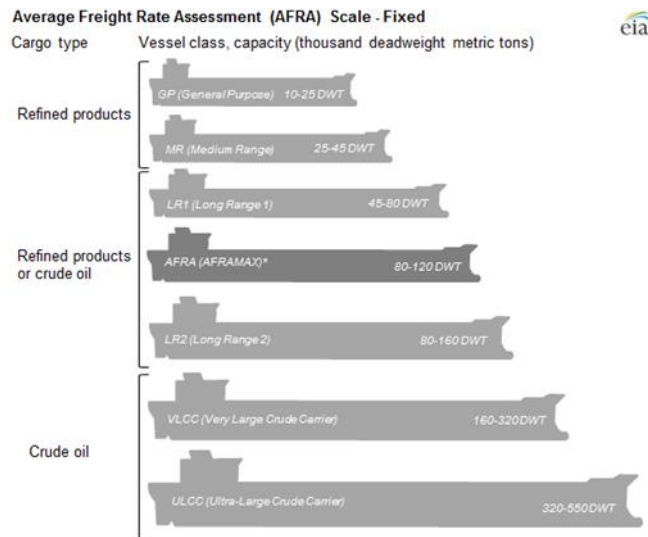 Average Freight Rate Assessment (AFRA) Scale - Fixed
eia
Cargo type
Vessel class, capacity (thousand deadweight metric tons)
Refined products
GP (General Purpose) 10-25 DWT
MR (Medium Range) 25-45 DWT
Refined products
or crude oil
LR1 (Long Range 1) 45-80 DWT
AFRA (AFRAMAX)* 80-120 DWT
LR2 (Long Range 2) 80-160 DWT
Crude oil
VLCC (Very Large Crude Carrier) 160-320 DWT
ULCC (Ultra-Large Crude Carrier) 320-550 DWT